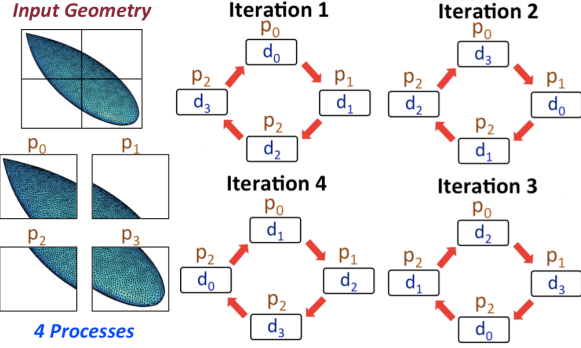 Input Geometry
p0 p1
p2 p3
4 Processes
Iteration 1
p0
d0
p2
d3
p1
d1
p2
d2
Iteration 2
p0
d3
p2
d2
p1
d0
p2
d1
Iteration 4
p0
d1
p2
d0
p1
d2
p2
d3
Iteration 3
p0
d2
p2
d1
p1
d3
p2
d0